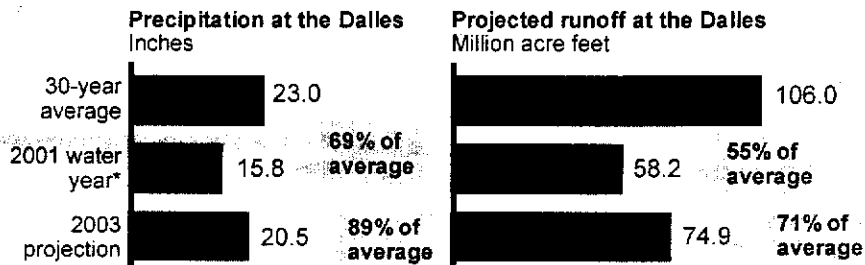 Precipitation at the Dalles
Inches
30-year
average
23.0
2001 water
year*
15.8
69% of
average
2003
projection
20.5
89% of
average
Projected runoff at the Dalles
Million acre feet
106.0
58.2
55% of
average
74.9
71% of
average